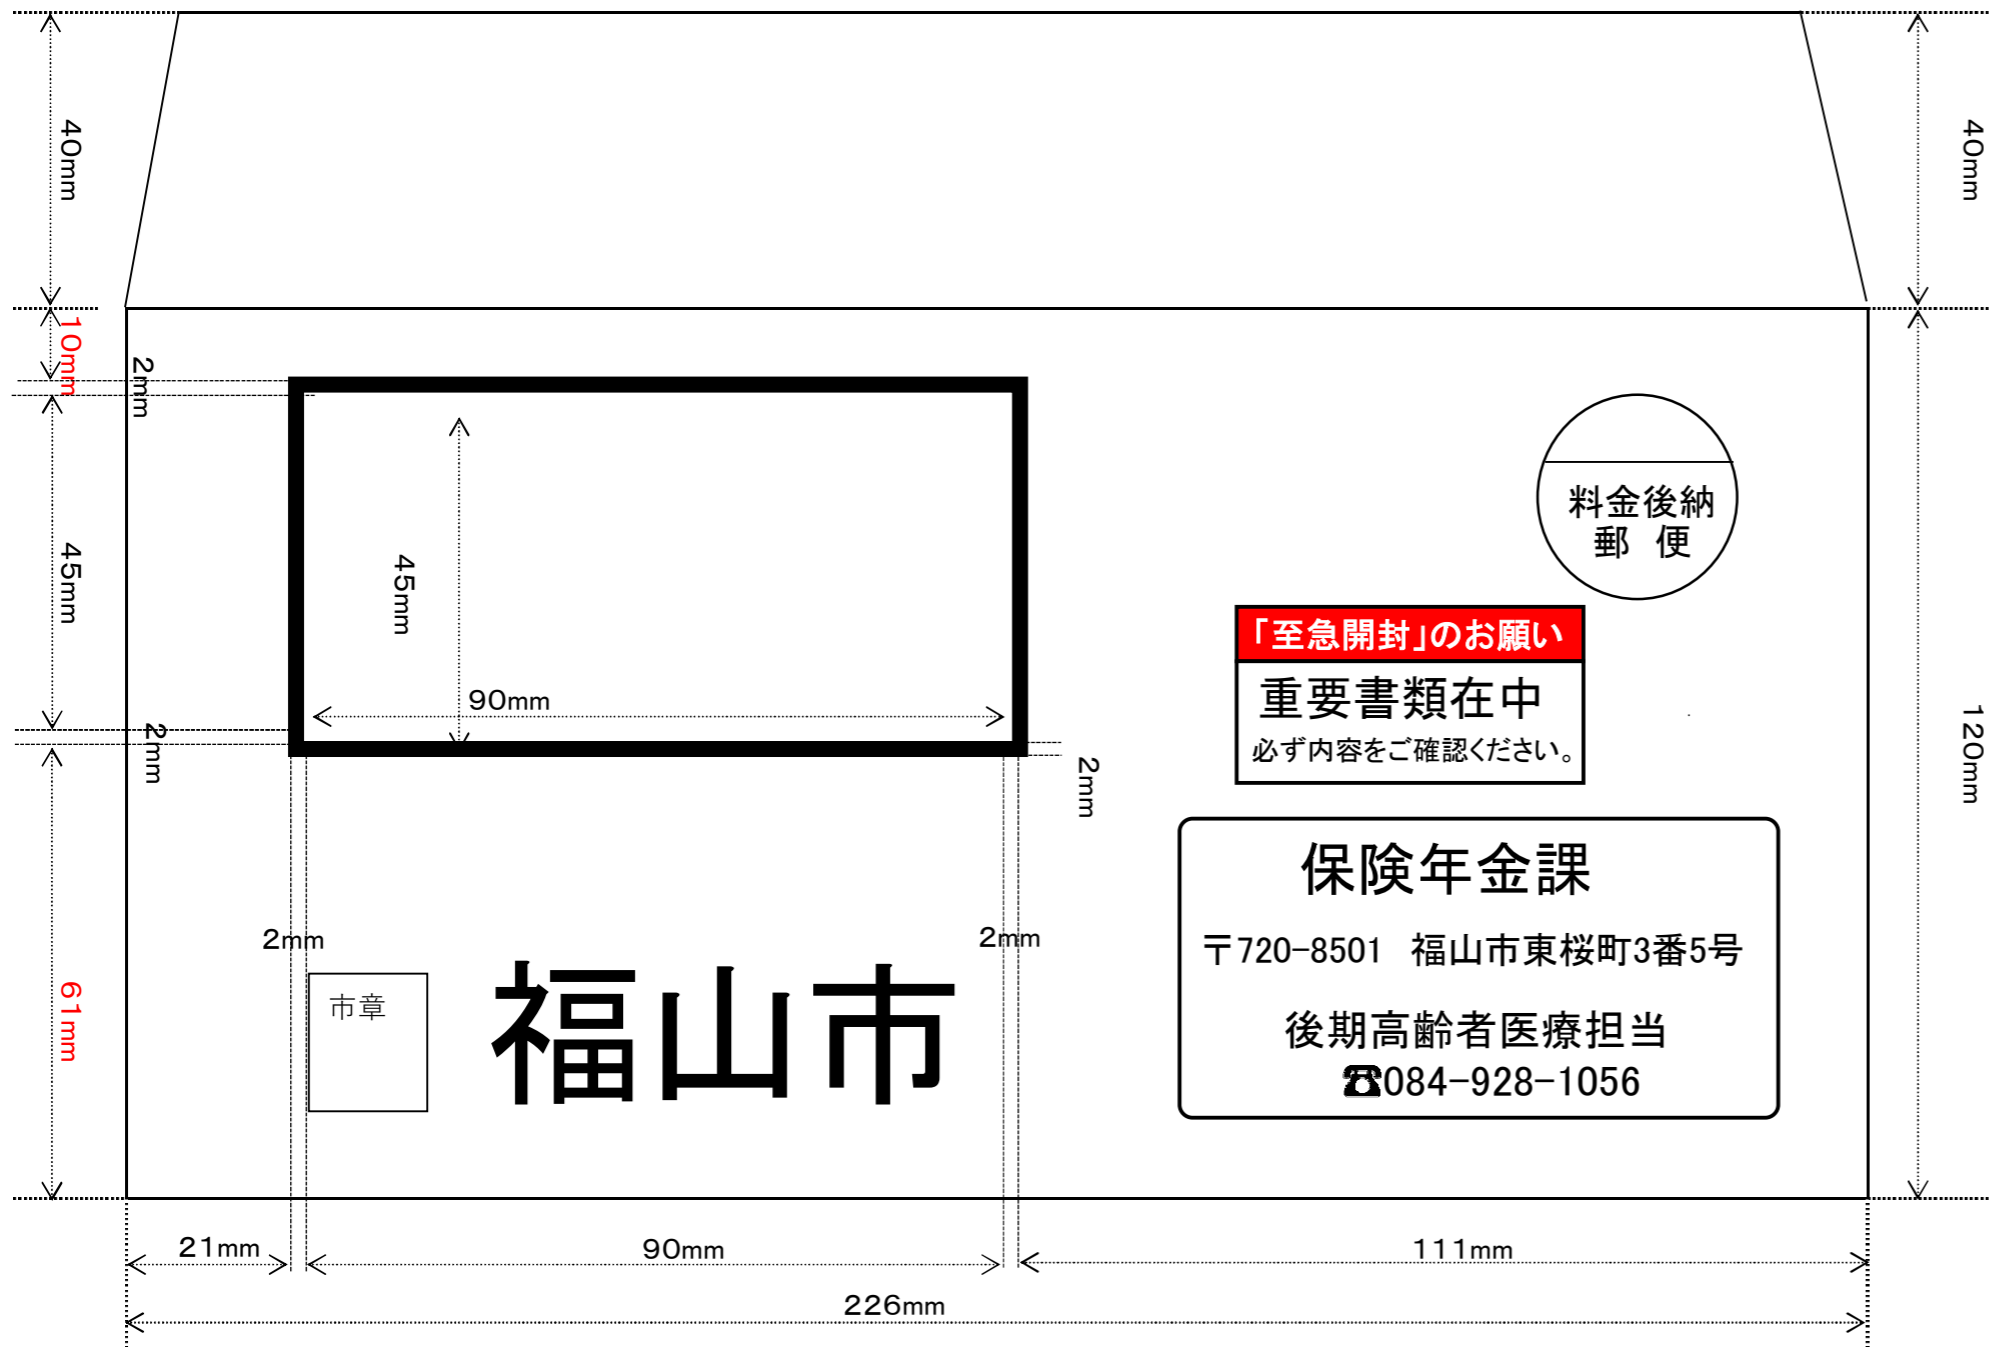 40mm
40mm
10mm
2mm
45mm
45mm
90mm
2mm
2mm
料金後納
郵 便
「至急開封」のお願い
重要書類在中
必ず内容をご確認ください。
120mm
保険年金課
〒720-8501 福山市東桜町3番5号
後期高齢者医療担当
☎084-928-1056
2mm
2mm
61mm
市章
福山市
21mm
90mm
111mm
226mm